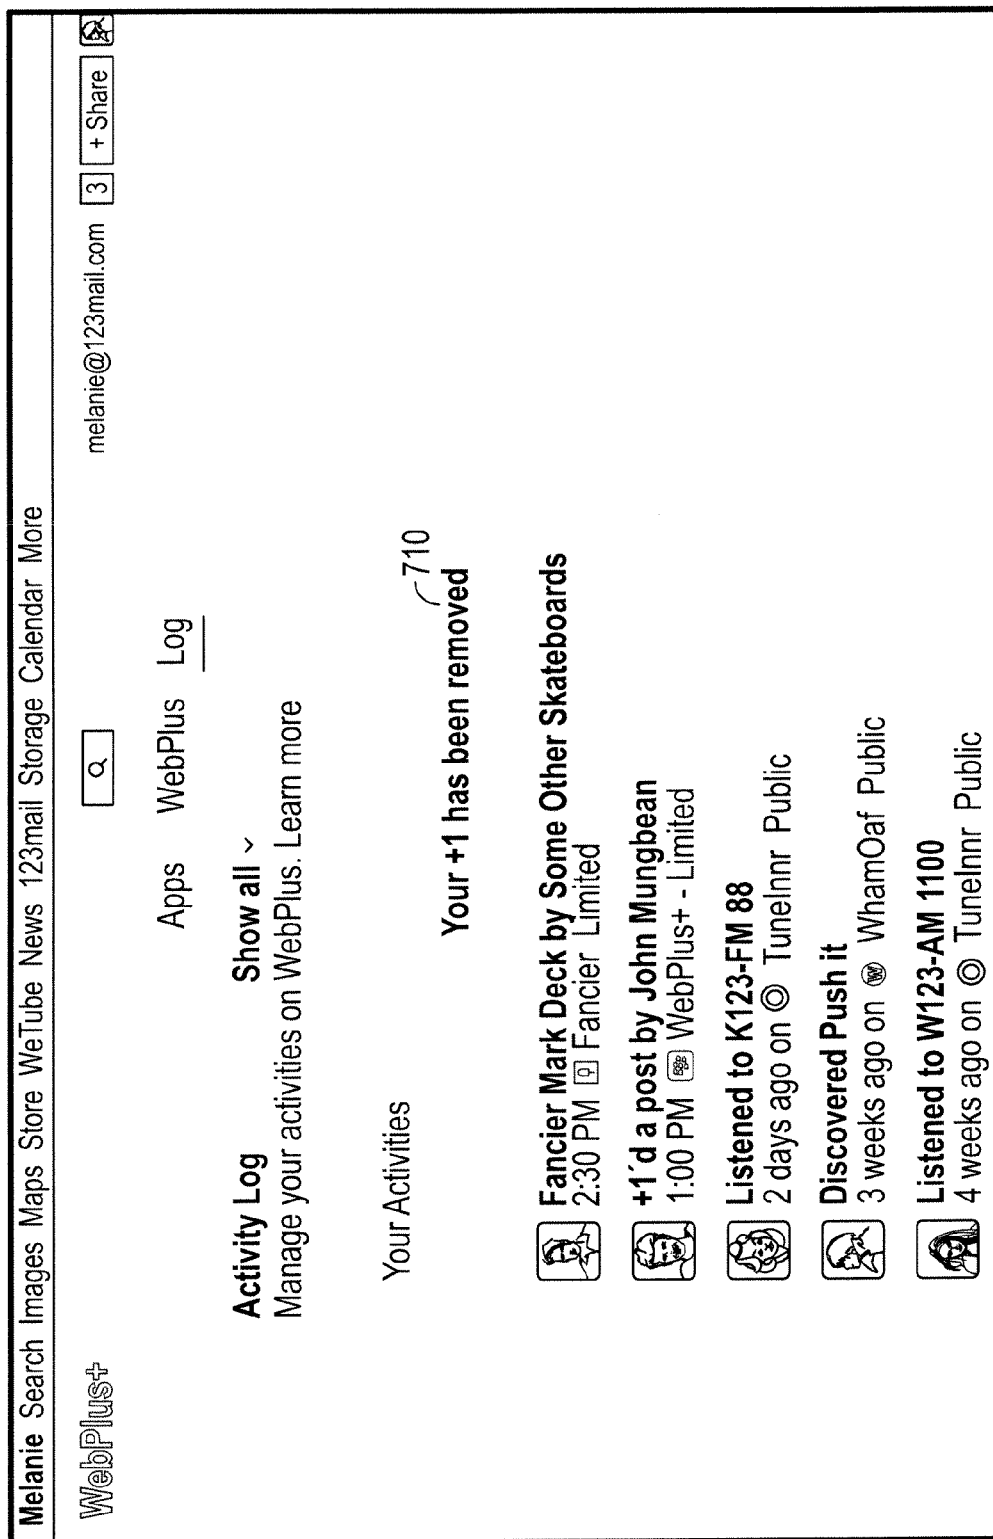 Melanie Search Images Maps Store WeTube News 123mail Storage Calendar More
WebPlus+
melanie@123mail.com 3 + Share
Apps WebPlus Log
Activity Log Show all
Manage your activities on WebPlus. Learn more
Your Activities
710
Your +1 has been removed
Fancier Mark Deck by Some Other Skateboards
2:30 PM Fancier Limited
+1´d a post by John Mungbean
1:00 PM WebPlus+ - Limited
Listened to K123-FM 88
2 days ago on TuneInnr Public
Discovered Push it
3 weeks ago on WhamOaf Public
Listened to W123-AM 1100
4 weeks ago on TuneInnr Public